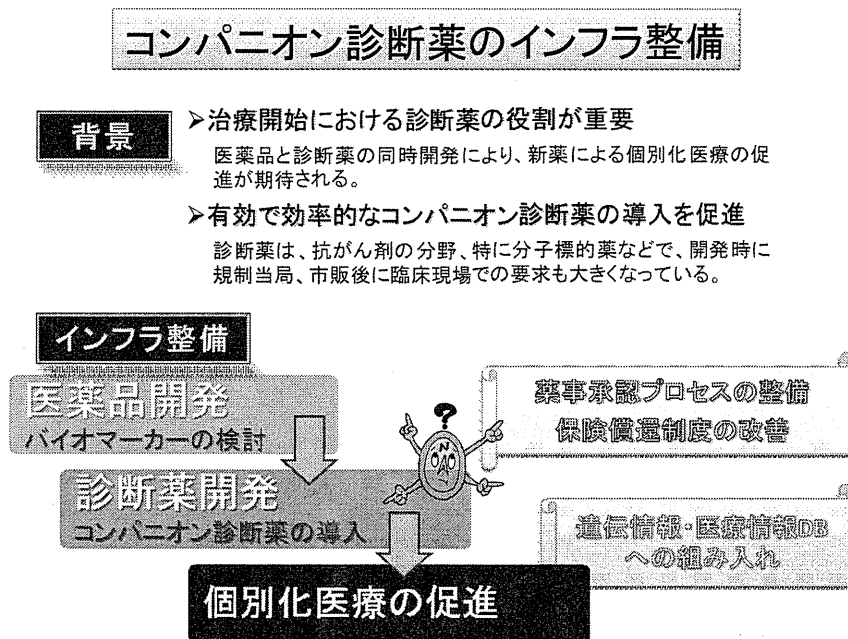 コンパニオン診断薬のインフラ整備
背景
➢治療開始における診断薬の役割が重要
医薬品と診断薬の同時開発により、新薬による個別化医療の促
進が期待される。
➢有効で効率的なコンパニオン診断薬の導入を促進
診断薬は、抗がん剤の分野、特に分子標的薬などで、開発時に
規制当局、市販後に臨床現場での要求も大きくなっている。
インフラ整備
医薬品開発
バイオマーカーの検討
診断薬開発
コンパニオン診断薬の導入
個別化医療の促進
?
N
薬事承認プロセスの整備
保険償還制度の改善
遺伝情報・医療情報DB
への組み入れ